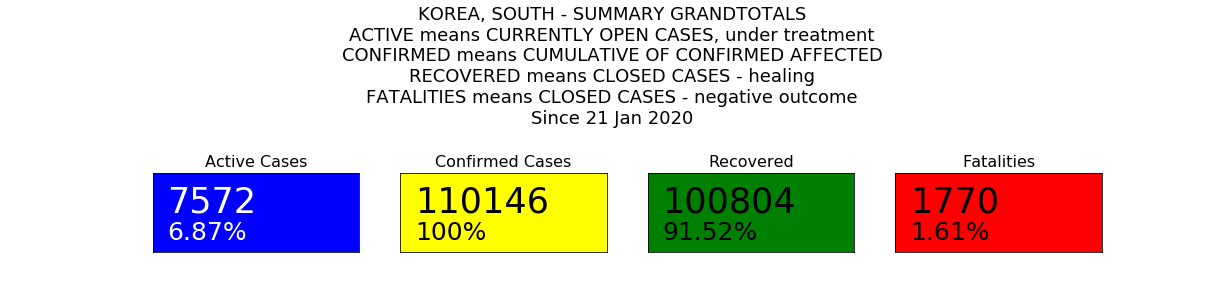 KOREA, SOUTH - SUMMARY GRANDTOTALS
ACTIVE means CURRENTLY OPEN CASES, under treatment
CONFIRMED means CUMULATIVE OF CONFIRMED AFFECTED
RECOVERED means CLOSED CASES - healing
FATALITIES means CLOSED CASES - negative outcome
Since 21 Jan 2020
Active Cases
7572
6.87%
Confirmed Cases
110146
100%
Recovered
100804
91.52%
Fatalities
1770
1.61%